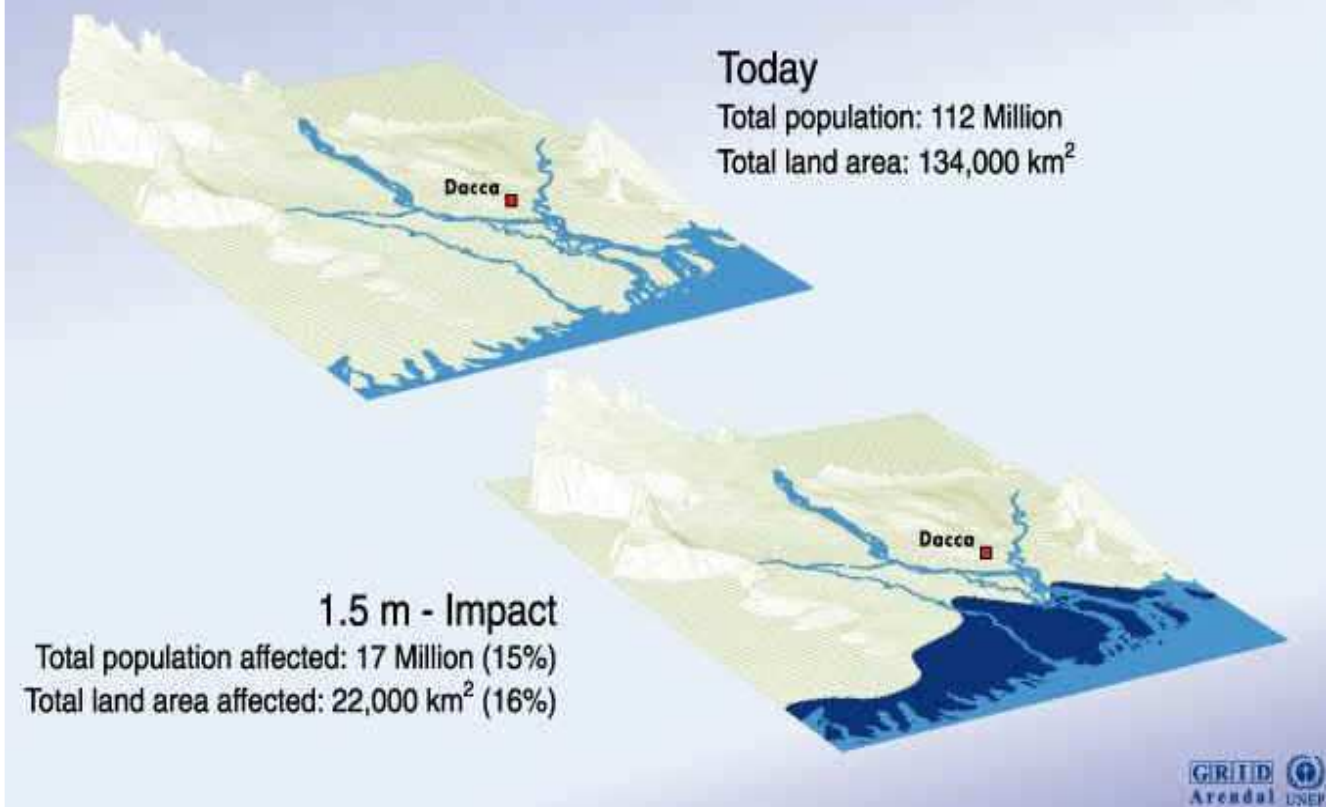 Today
Total population: 112 Million
Total land area: 134,000 km²
Dacca
Dacca
1.5 m - Impact
Total population affected: 17 Million (15%)
Total land area affected: 22,000 km² (16%)
GRID
Arendal UNEP